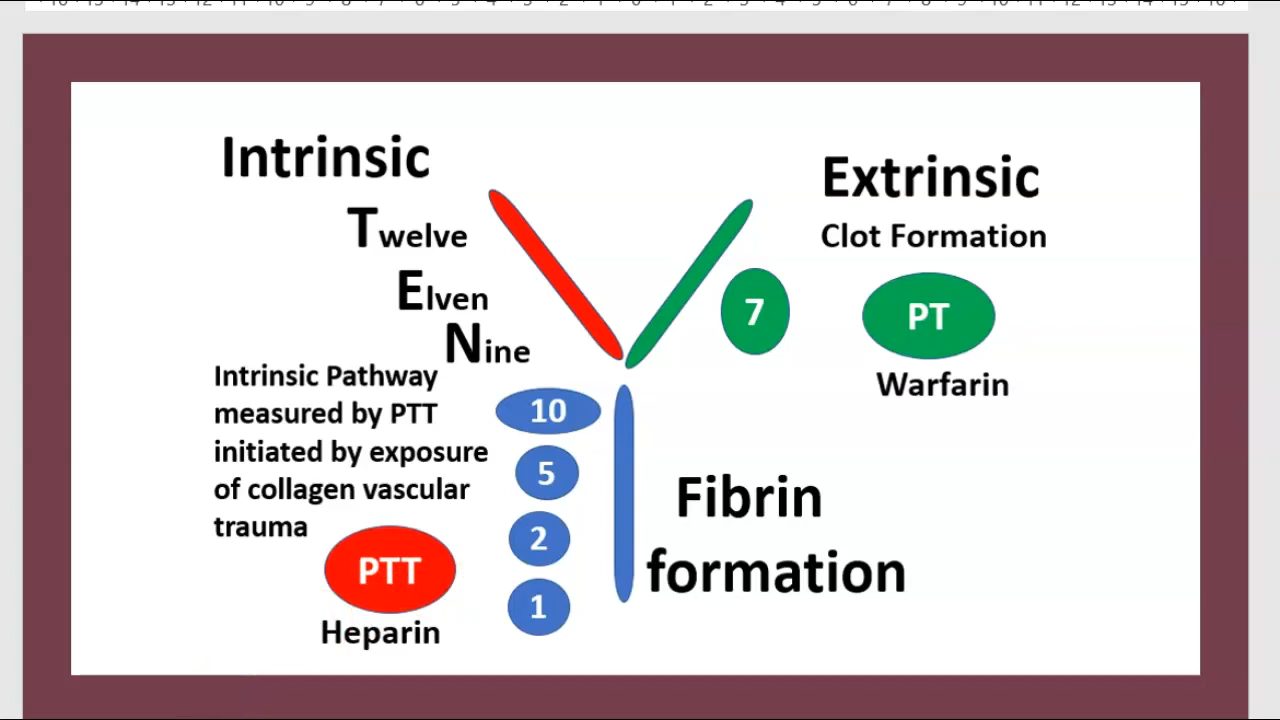 Intrinsic
Twelve
Elven
Nine
Intrinsic Pathway
measured by PTT
initiated by exposure
of collagen vascular
trauma
PTT
Heparin
10
5
2
1
Extrinsic
Clot Formation
7
PT
Warfarin
Fibrin
formation